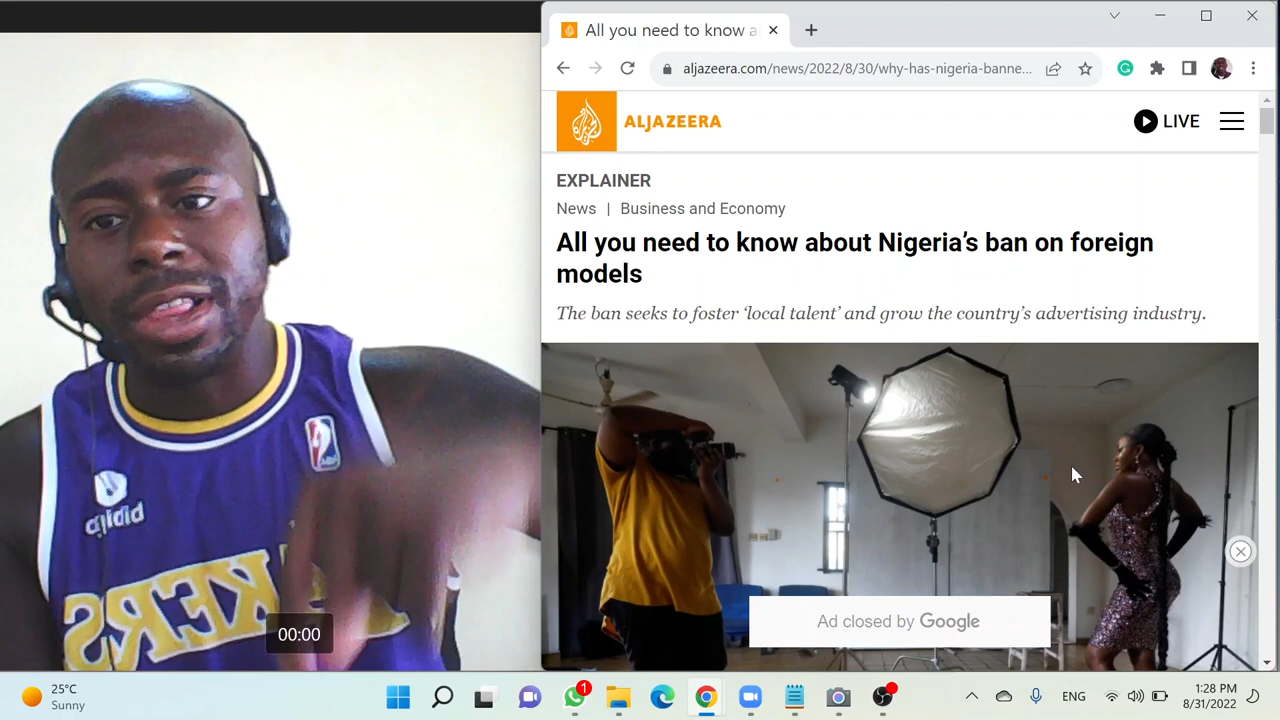 All you need to know a
aljazeera.com/news/2022/8/30/why-has-nigeria-banne...
ALJAZEERA
LIVE
EXPLAINER
News | Business and Economy
All you need to know about Nigeria's ban on foreign
models
The ban seeks to foster 'local talent' and grow the country's advertising industry.
Ad closed by Google
adidas
KERS
00:00
25°C
Sunny
1
ENG
1:28 PM
8/31/2022